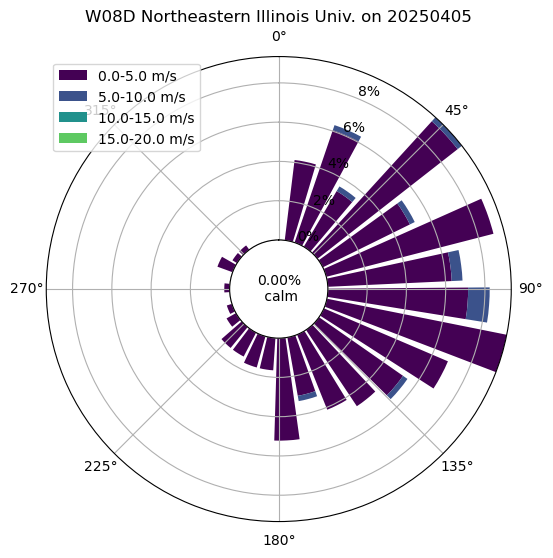 W08D Northeastern Illinois Univ. on 20250405
0°
0.0-5.0 m/s
5.0-10.0 m/s
10.0-15.0 m/s
15.0-20.0 m/s
315°
45°
8%
6%
4%
2%
0%
270°
0.00%
calm
90°
225°
135°
180°